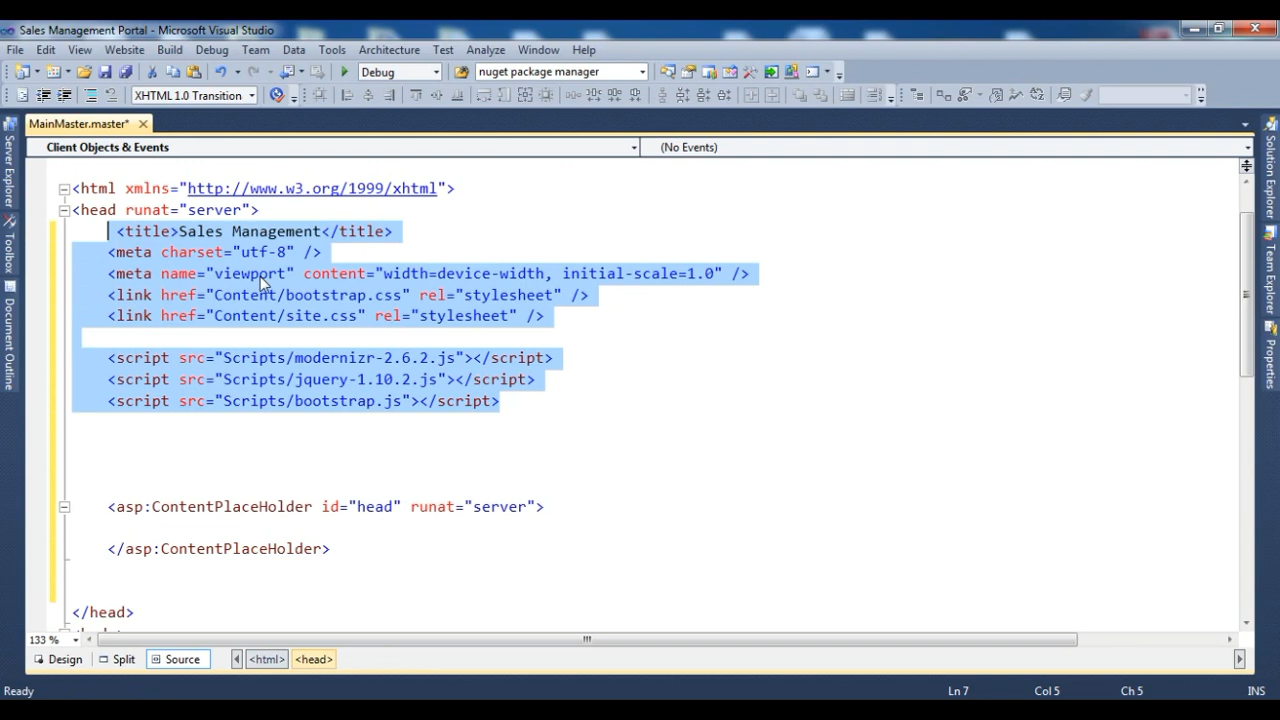 Sales Management Portal - Microsoft Visual Studio
File Edit View Website Build Debug Team Data Tools Architecture Test Analyze Window Help
Debug nuget package manager
XHTML 1.0 Transition
MainMaster.master*
Client Objects & Events (No Events)
Server Explorer
Toolbox
Document Outline
<html xmlns="http://www.w3.org/1999/xhtml">
<head runat="server">
<title>Sales Management</title>
<meta charset="utf-8" />
<meta name="viewport" content="width=device-width, initial-scale=1.0" />
<link href="Content/bootstrap.css" rel="stylesheet" />
<link href="Content/site.css" rel="stylesheet" />
<script src="Scripts/modernizr-2.6.2.js"></script>
<script src="Scripts/jquery-1.10.2.js"></script>
<script src="Scripts/bootstrap.js"></script>
<asp:ContentPlaceHolder id="head" runat="server">
</asp:ContentPlaceHolder>
</head>
Solution Explorer
Team Explorer
Properties
133 %
Design Split Source <html> <head>
Ready Ln 7 Col 5 Ch 5 INS